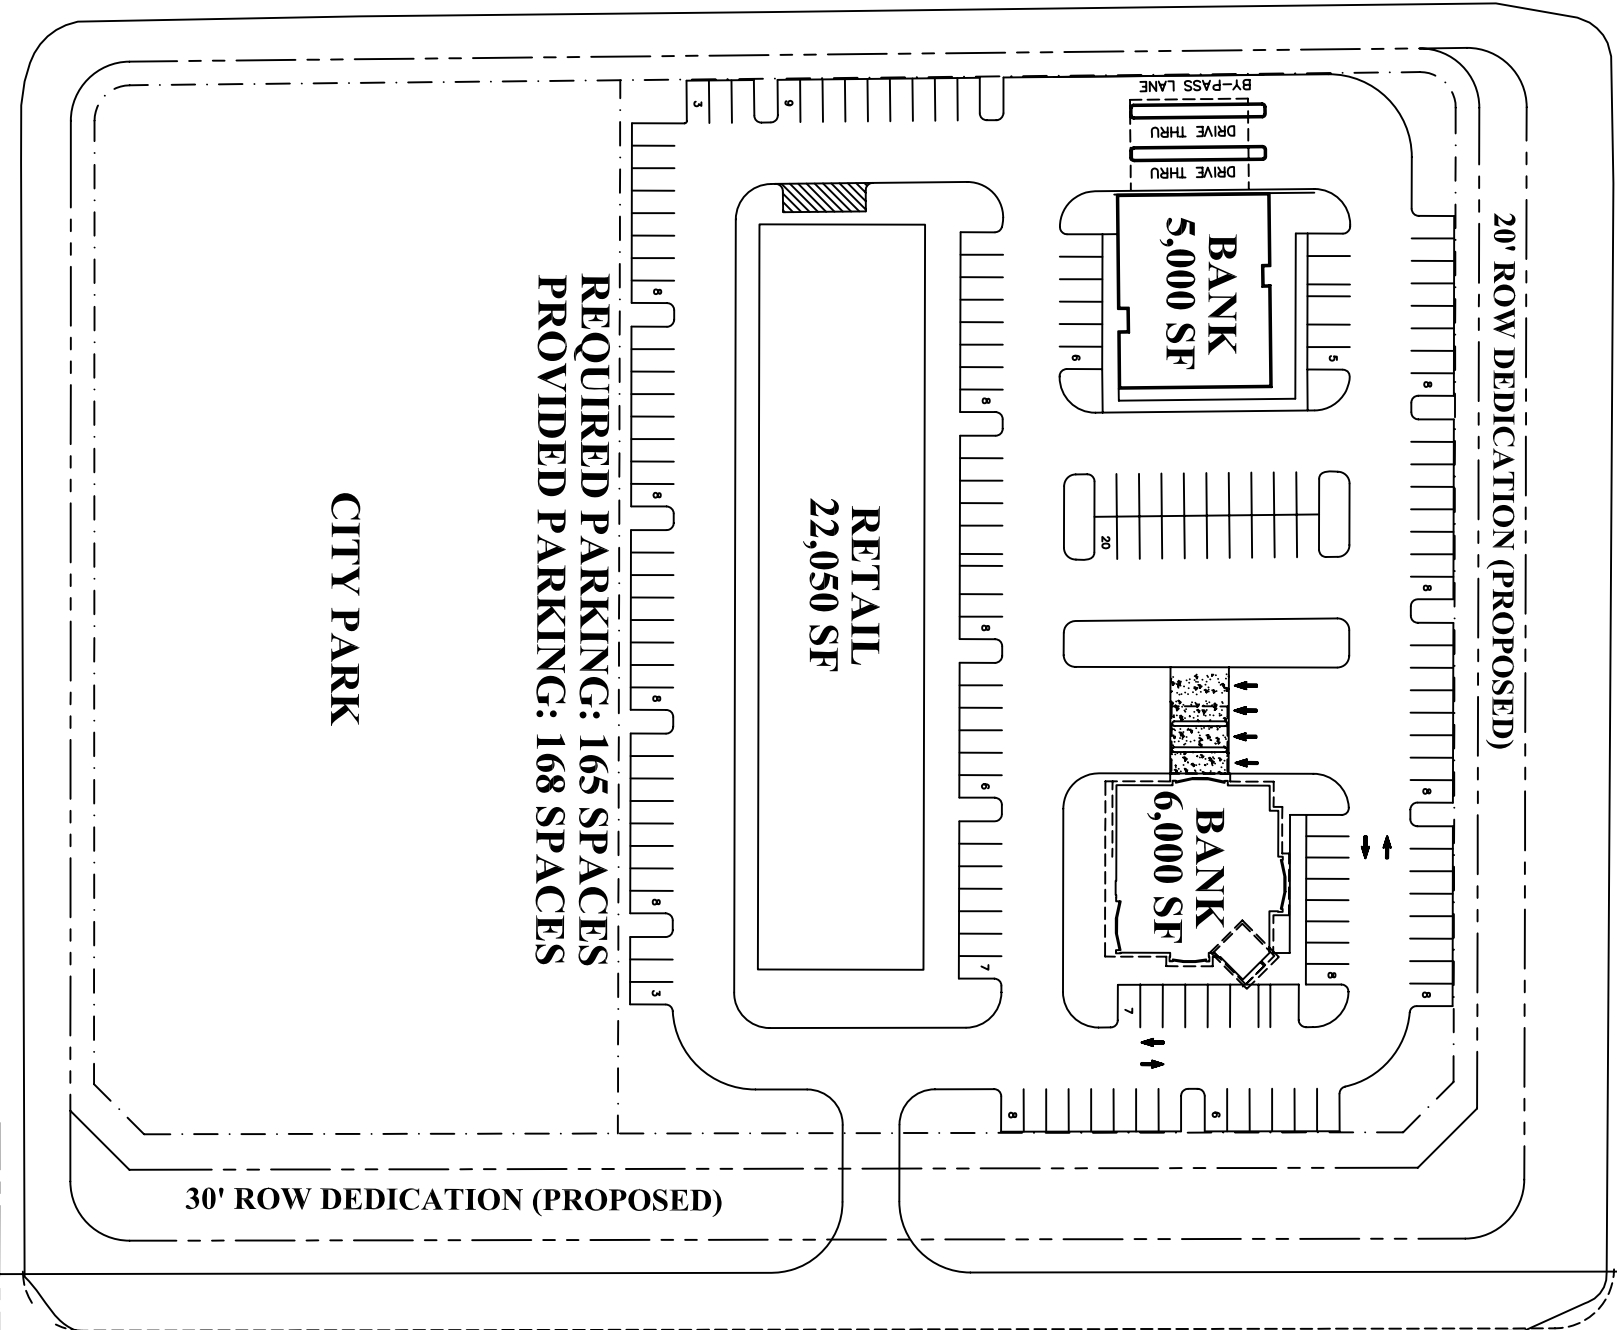 BY-PASS LANE
DRIVE THRU
DRIVE THRU
3
9
BANK
5,000 SF
20' ROW DEDICATION (PROPOSED)
REQUIRED PARKING: 165 SPACES
PROVIDED PARKING: 168 SPACES
8
6
5
8
8
8
20
CITY PARK
RETAIL
22,050 SF
8
8
8
6
8
BANK
6,000 SF
8
7
8
8
3
7
8
6
30' ROW DEDICATION (PROPOSED)